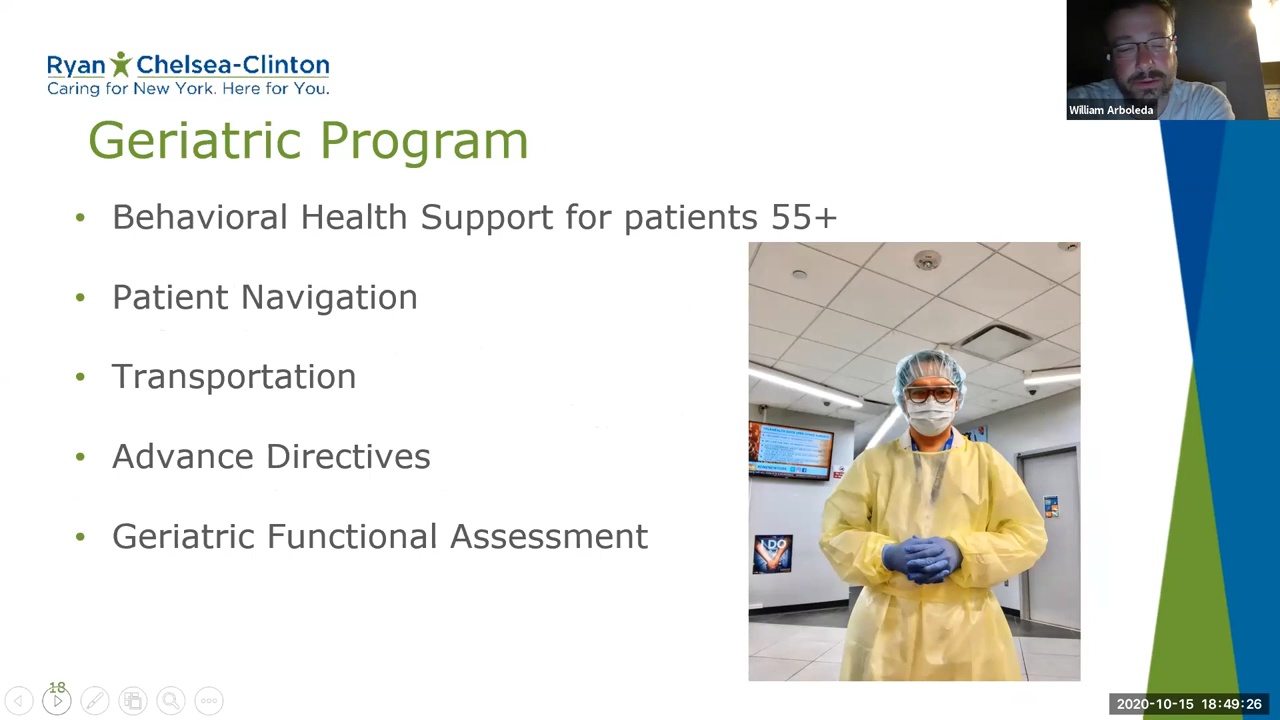 Ryan Chelsea-Clinton
Caring for New York. Here for You.
William Arboleda
Geriatric Program
• Behavioral Health Support for patients 55+
• Patient Navigation
• Transportation
• Advance Directives
• Geriatric Functional Assessment
I DO
18
2020-10-15 18:49:26